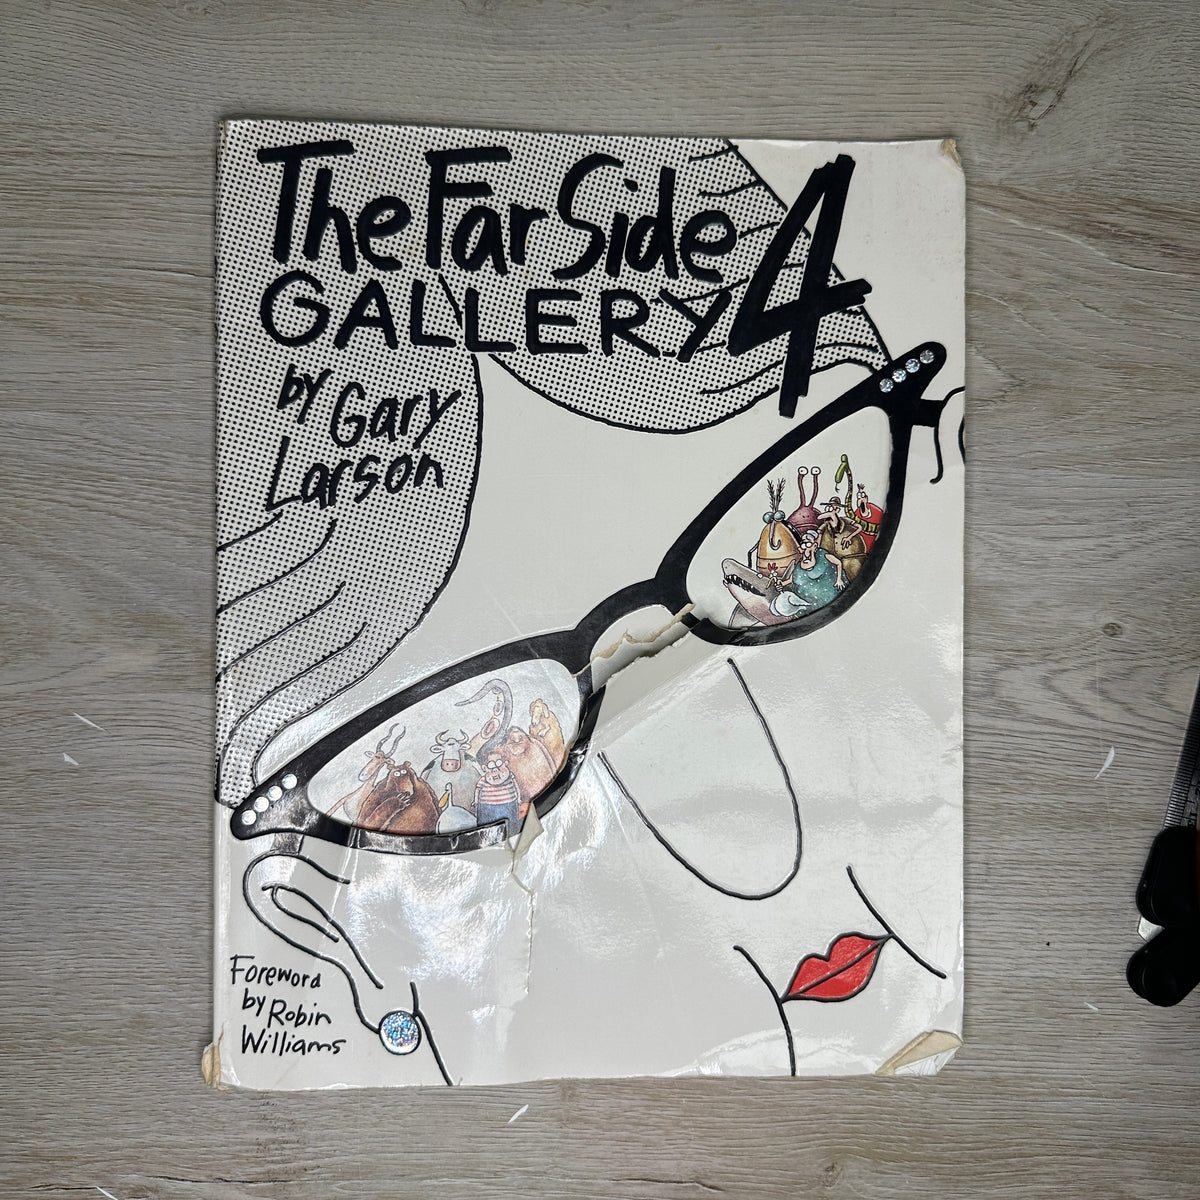 The Far Side
GALLERY 4
by Gary
Larson
Foreword
by Robin
Williams